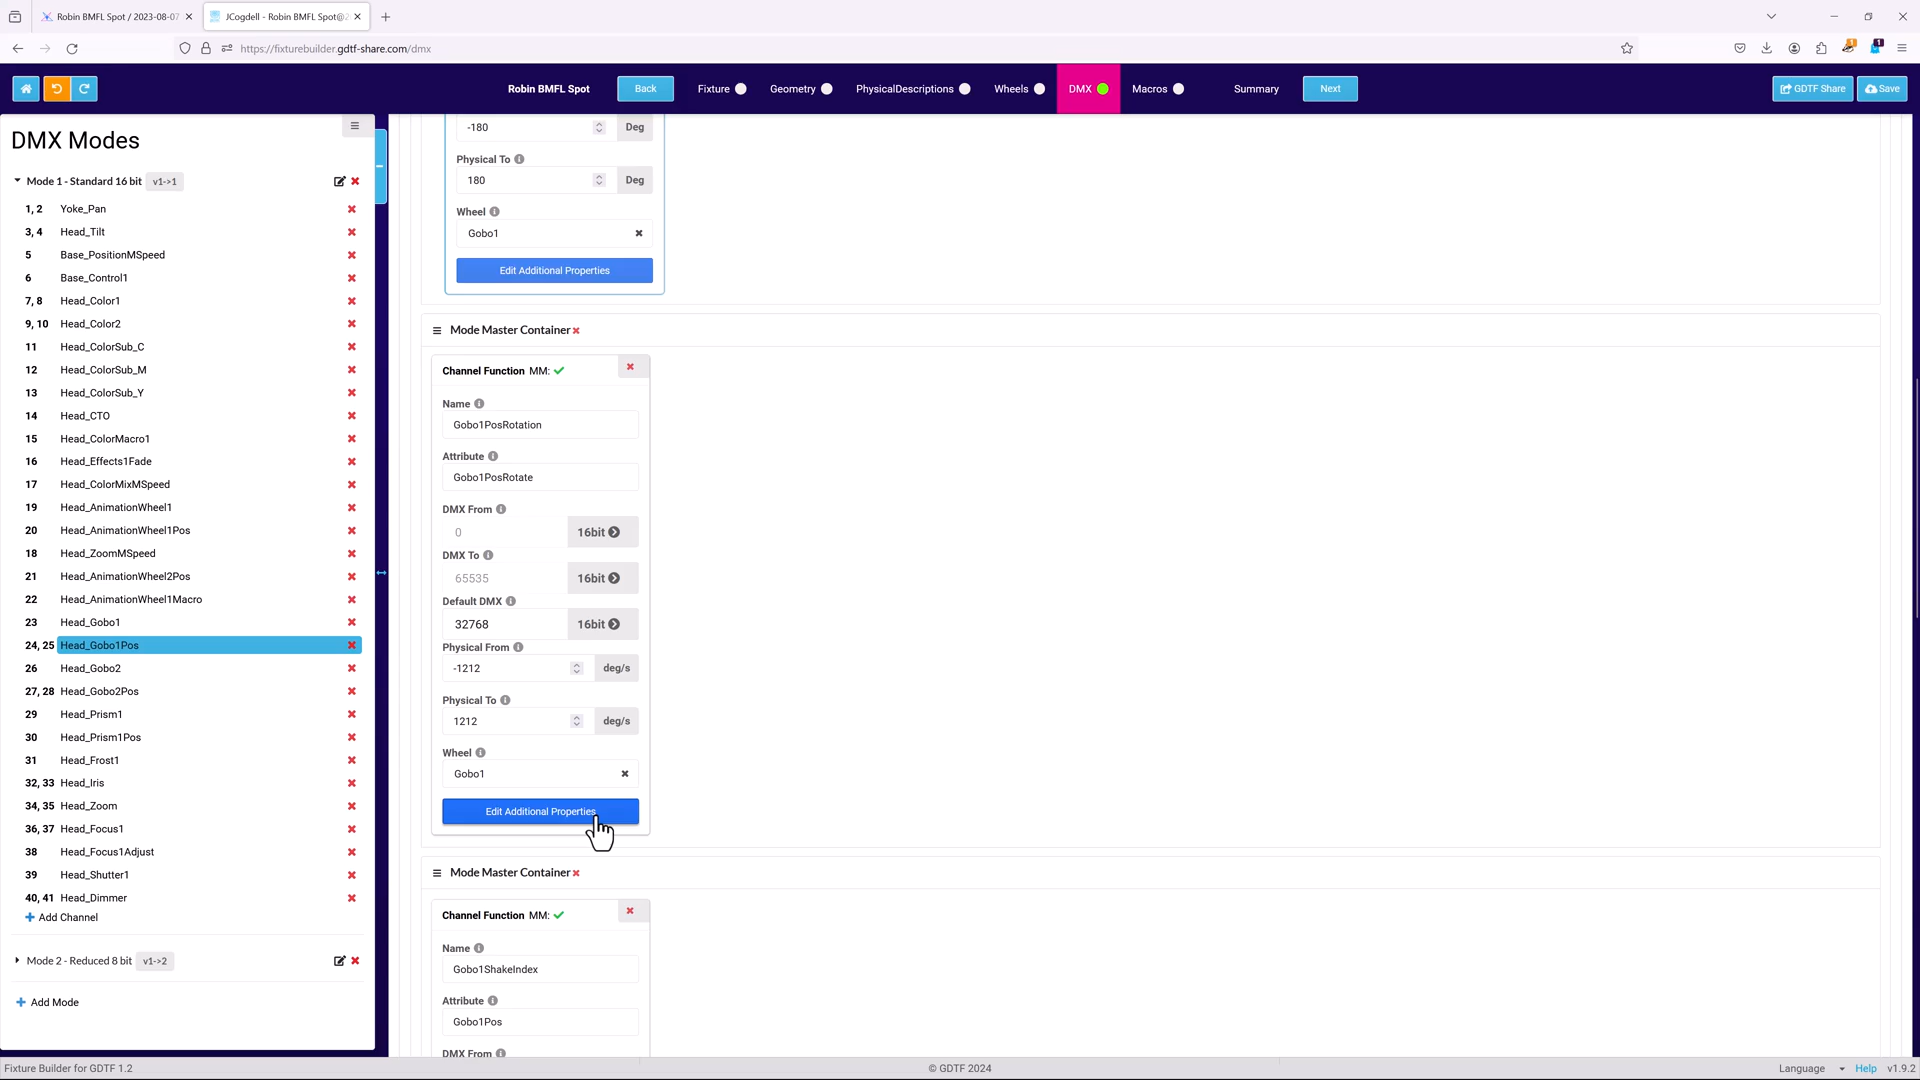 Robin BMFL Spot / 2023-08-07
JCogdell - Robin BMFL Spot@2
https://fixturebuilder.gdtf-share.com/dmx
Robin BMFL Spot
Back
Fixture
Geometry
PhysicalDescriptions
Wheels
DMX
Macros
Summary
Next
GDTF Share
Save
DMX Modes
Mode 1 - Standard 16 bit v1->1
1, 2 Yoke_Pan
3, 4 Head_Tilt
5 Base_PositionMSpeed
6 Base_Control1
7, 8 Head_Color1
9, 10 Head_Color2
11 Head_ColorSub_C
12 Head_ColorSub_M
13 Head_ColorSub_Y
14 Head_CTO
15 Head_ColorMacro1
16 Head_Effects1Fade
17 Head_ColorMixMSpeed
19 Head_AnimationWheel1
20 Head_AnimationWheel1Pos
18 Head_ZoomMSpeed
21 Head_AnimationWheel2Pos
22 Head_AnimationWheel1Macro
23 Head_Gobo1
24, 25 Head_Gobo1Pos
26 Head_Gobo2
27, 28 Head_Gobo2Pos
29 Head_Prism1
30 Head_Prism1Pos
31 Head_Frost1
32, 33 Head_Iris
34, 35 Head_Zoom
36, 37 Head_Focus1
38 Head_Focus1Adjust
39 Head_Shutter1
40, 41 Head_Dimmer
Add Channel
Mode 2 - Reduced 8 bit v1->2
Add Mode
-180 Deg
Physical To
180 Deg
Wheel
Gobo1
Edit Additional Properties
Mode Master Container
Channel Function MM:
Name
Gobo1PosRotation
Attribute
Gobo1PosRotate
DMX From
0 16bit
DMX To
65535 16bit
Default DMX
32768 16bit
Physical From
-1212 deg/s
Physical To
1212 deg/s
Wheel
Gobo1
Edit Additional Properties
Mode Master Container
Channel Function MM:
Name
Gobo1ShakeIndex
Attribute
Gobo1Pos
DMX From
Fixture Builder for GDTF 1.2
© GDTF 2024
Language
Help
v1.9.2